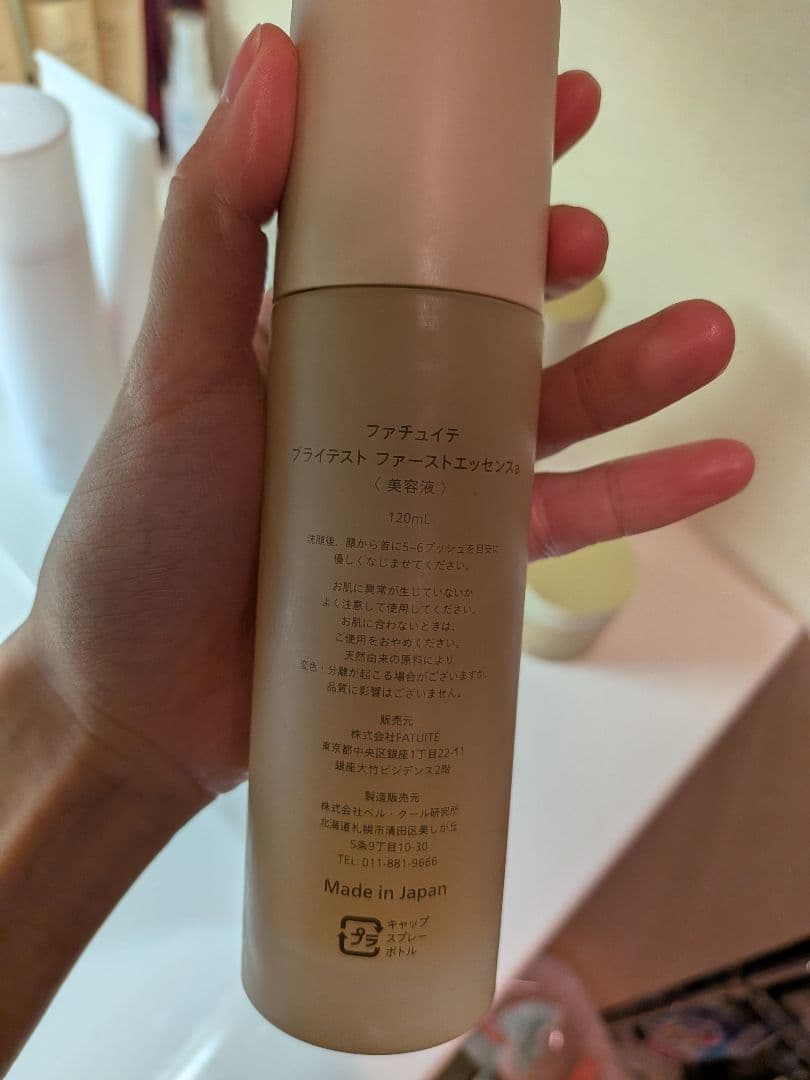 ファチュイテ
ブライテスト ファーストエッセンスa
〈 美容液 〉
120mL
洗顔後、顔から首に5~6プッシュを目安に
優しくなじませてください。
お肌に異常が生じていないか
よく注意して使用してください。
お肌に合わないときは、
ご使用をおやめください。
天然由来の原料により
変色・分離が起こる場合がございますが、
品質に影響はございません。
販売元
株式会社FATUITE
東京都中央区銀座1丁目22-11
銀座大竹ビジデンス2階
製造販売元
株式会社ベル・クール研究所
北海道札幌市清田区美しが丘
5条9丁目10-30
TEL: 011-881-9666
Made in Japan
プラ
キャップ
スプレー
ボトル